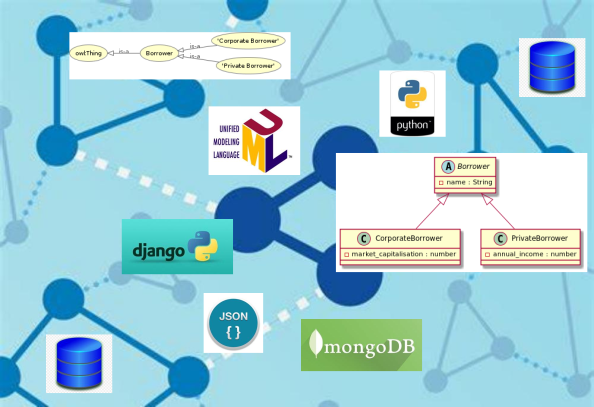 'Corporate Borrower'
is-a
owl:Thing
is-a
Borrower
is-a
'Private Borrower'
UNIFIED
MODELING
LANGUAGE
UML
python
A Borrower
name : String
C CorporateBorrower
market_capitalisation : number
C PrivateBorrower
annual_income : number
django
JSON
{ }
mongoDB